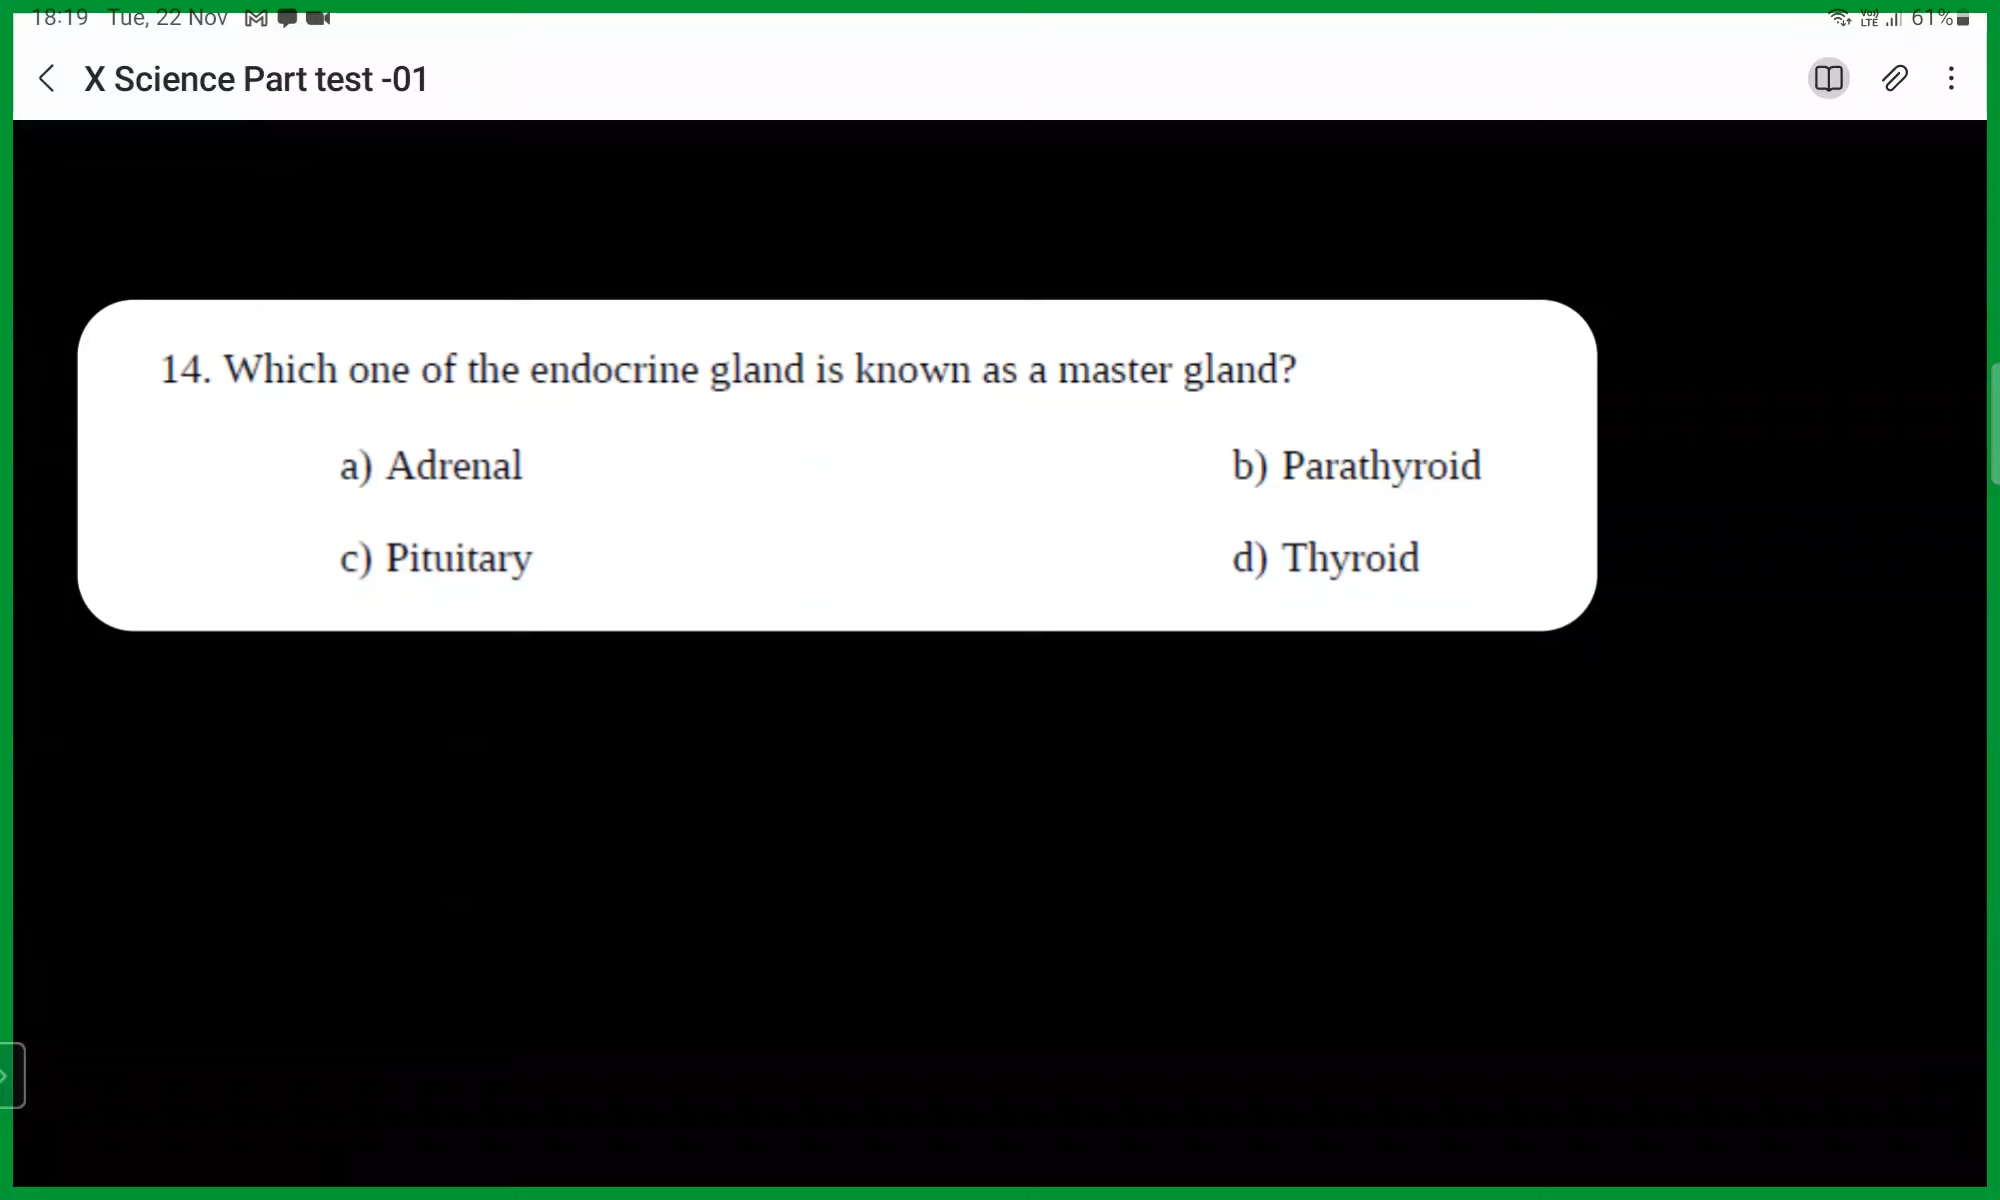 18:19 Tue, 22 Nov 61%
X Science Part test -01
14. Which one of the endocrine gland is known as a master gland?
a) Adrenal b) Parathyroid
c) Pituitary d) Thyroid